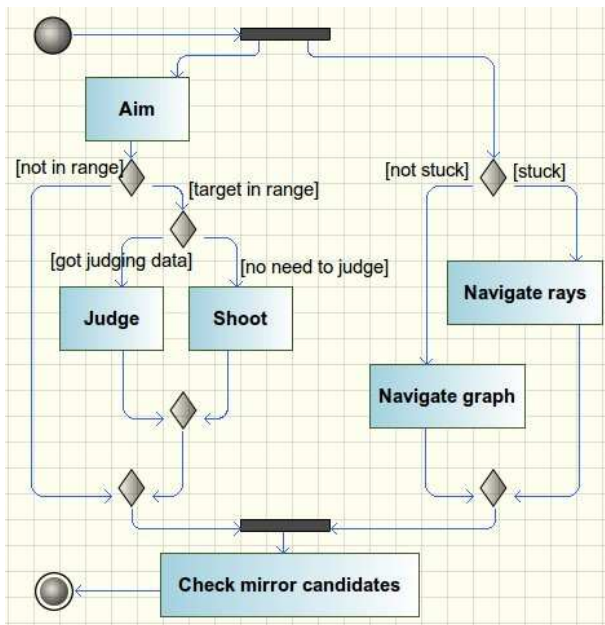 Aim
[not in range]
[target in range]
[not stuck]
[stuck]
[got judging data]
[no need to judge]
Judge
Shoot
Navigate rays
Navigate graph
Check mirror candidates